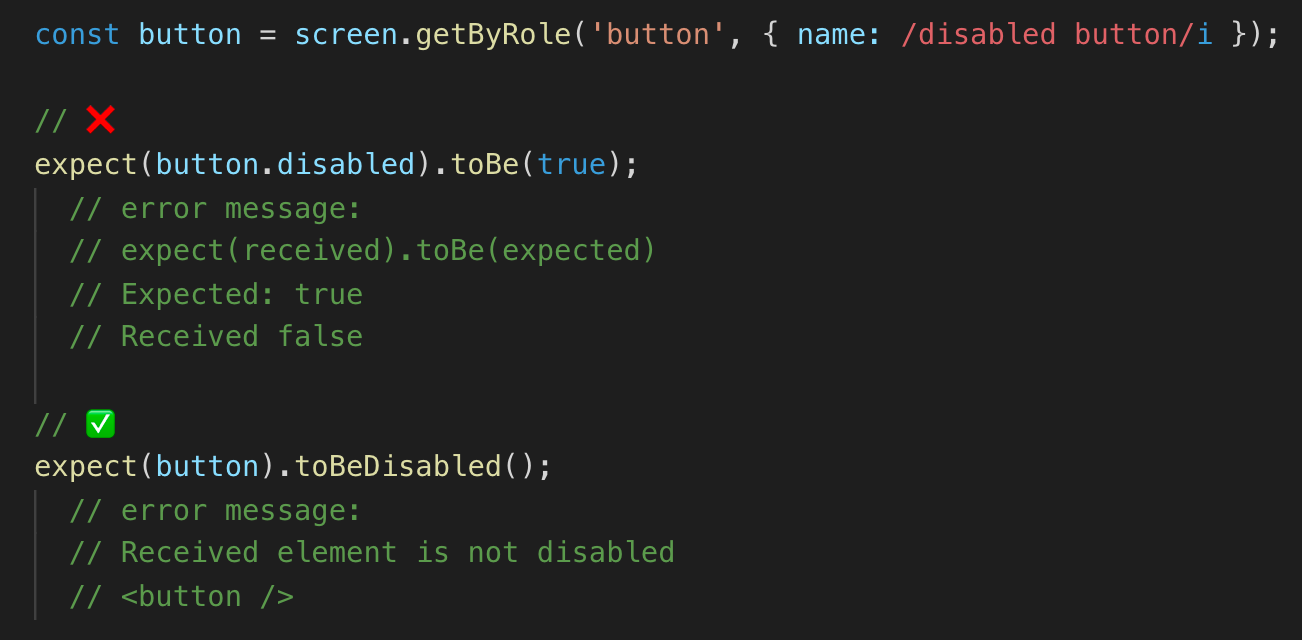 const button = screen.getByRole('button', { name: /disabled button/i });
// ❌
expect(button.disabled).toBe(true);
// error message:
// expect(received).toBe(expected)
// Expected: true
// Received false
// ✅
expect(button).toBeDisabled();
// error message:
// Received element is not disabled
// <button />